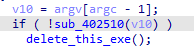 v10 = argv[argc - 1];
if ( !sub_402510(v10) )
delete_this_exe();